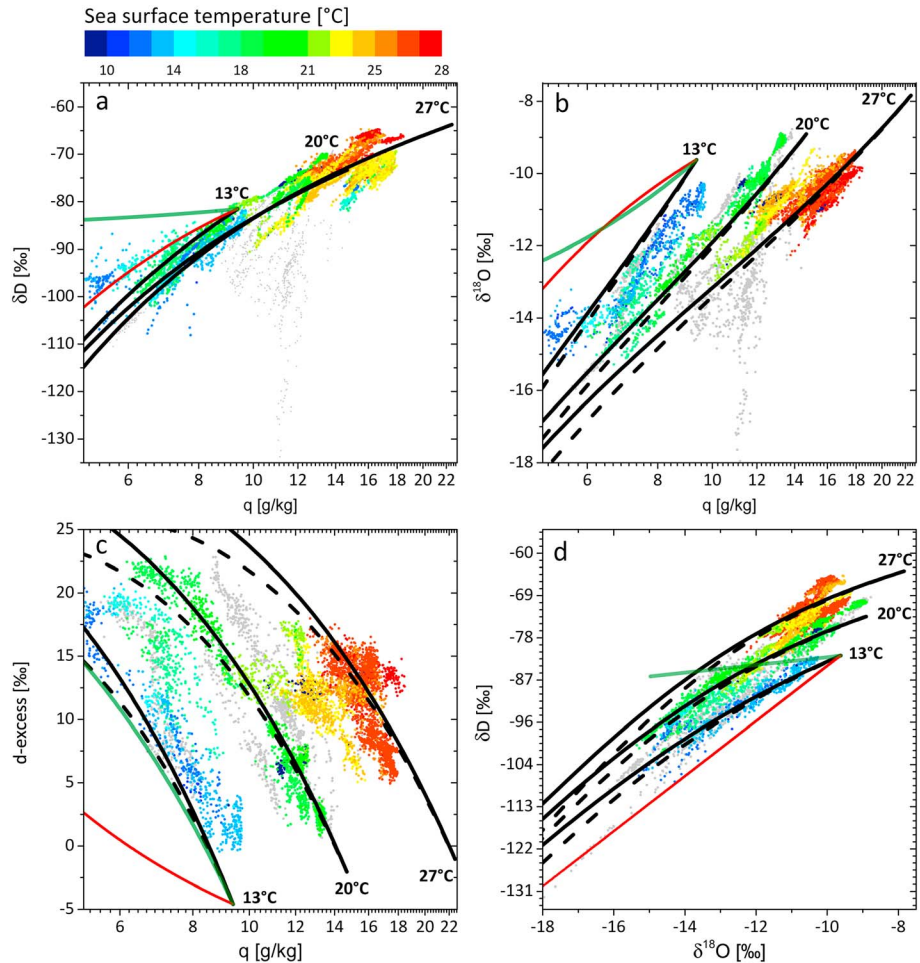 Sea surface temperature [°C]
10 14 18 21 25 28
a
-60
-70
-80
-90
-100
-110
-120
-130
δD [‰]
13°C
20°C
27°C
6 8 10 12 14 16 18 20 22
q [g/kg]
b
-8
-10
-12
-14
-16
-18
δ¹⁸O [‰]
13°C
20°C
27°C
6 8 10 12 14 16 18 20 22
q [g/kg]
c
25
20
15
10
5
0
-5
d-excess [‰]
13°C
20°C
27°C
6 8 10 12 14 16 18 20 22
q [g/kg]
d
-60
-69
-78
-87
-96
-104
-113
-122
-131
δD [‰]
27°C
20°C
13°C
-18 -16 -14 -12 -10 -8
δ¹⁸O [‰]